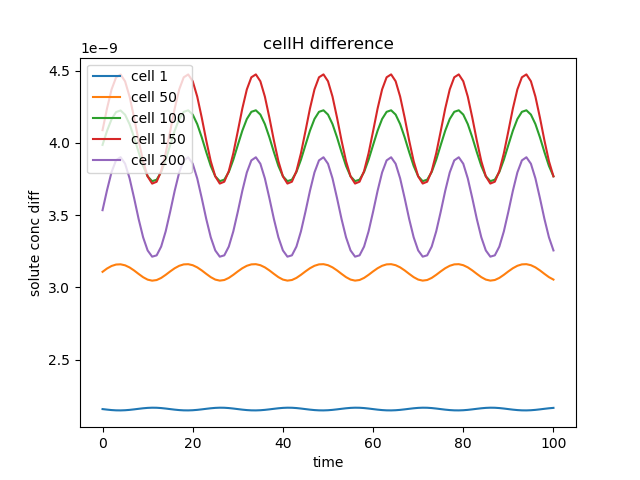 cellH difference
1e−9
cell 1
cell 50
cell 100
cell 150
cell 200
4.5
4.0
3.5
3.0
2.5
solute conc diff
0 20 40 60 80 100
time